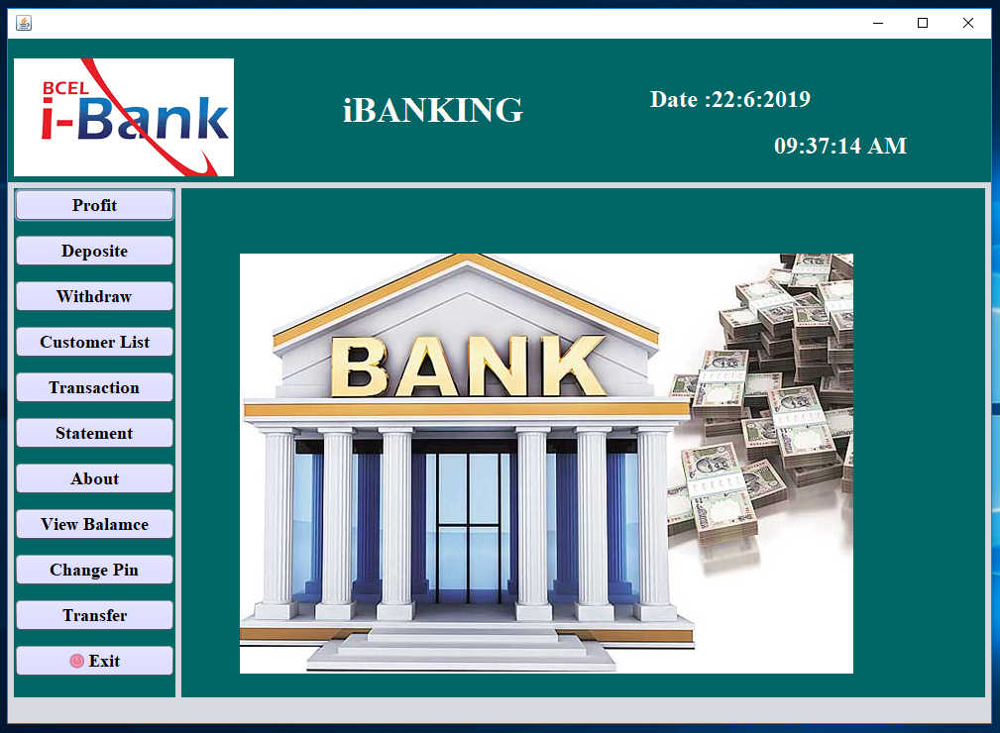 BCEL
i-Bank
iBANKING
Date :22:6:2019
09:37:14 AM
Profit
Deposite
Withdraw
Customer List
Transaction
Statement
About
View Balamce
Change Pin
Transfer
Exit
BANK